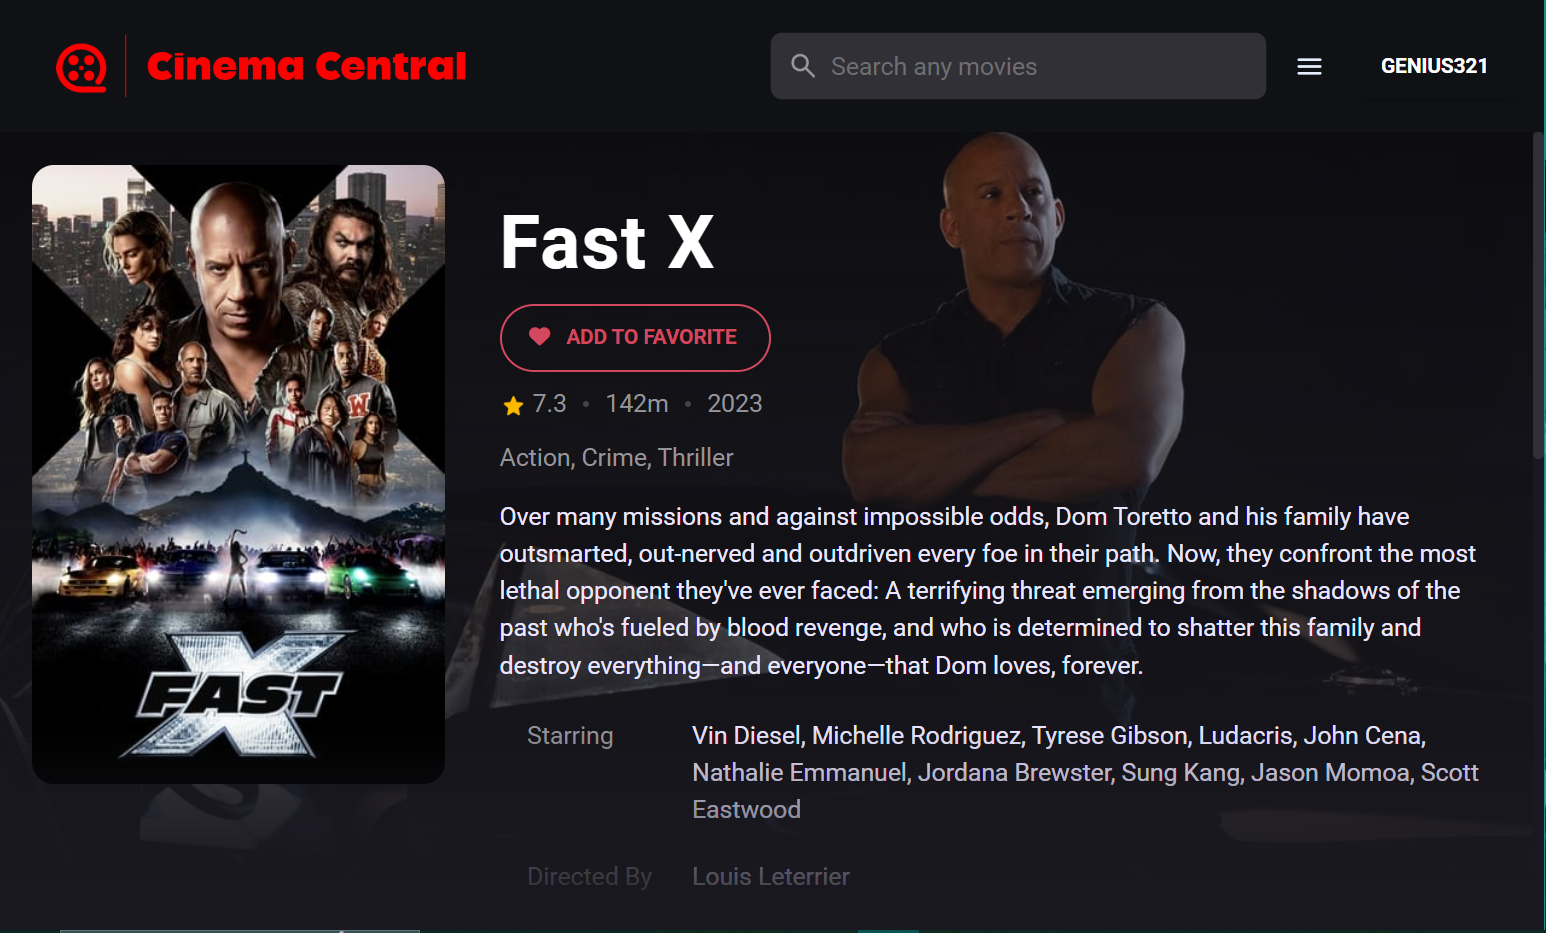 Cinema Central
Search any movies
GENIUS321
Fast X
ADD TO FAVORITE
7.3 • 142m • 2023
Action, Crime, Thriller
Over many missions and against impossible odds, Dom Toretto and his family have
outsmarted, out-nerved and outdriven every foe in their path. Now, they confront the most
lethal opponent they've ever faced: A terrifying threat emerging from the shadows of the
past who's fueled by blood revenge, and who is determined to shatter this family and
destroy everything—and everyone—that Dom loves, forever.
Starring Vin Diesel, Michelle Rodriguez, Tyrese Gibson, Ludacris, John Cena,
Nathalie Emmanuel, Jordana Brewster, Sung Kang, Jason Momoa, Scott
Eastwood
Directed By Louis Leterrier
W
FAST X